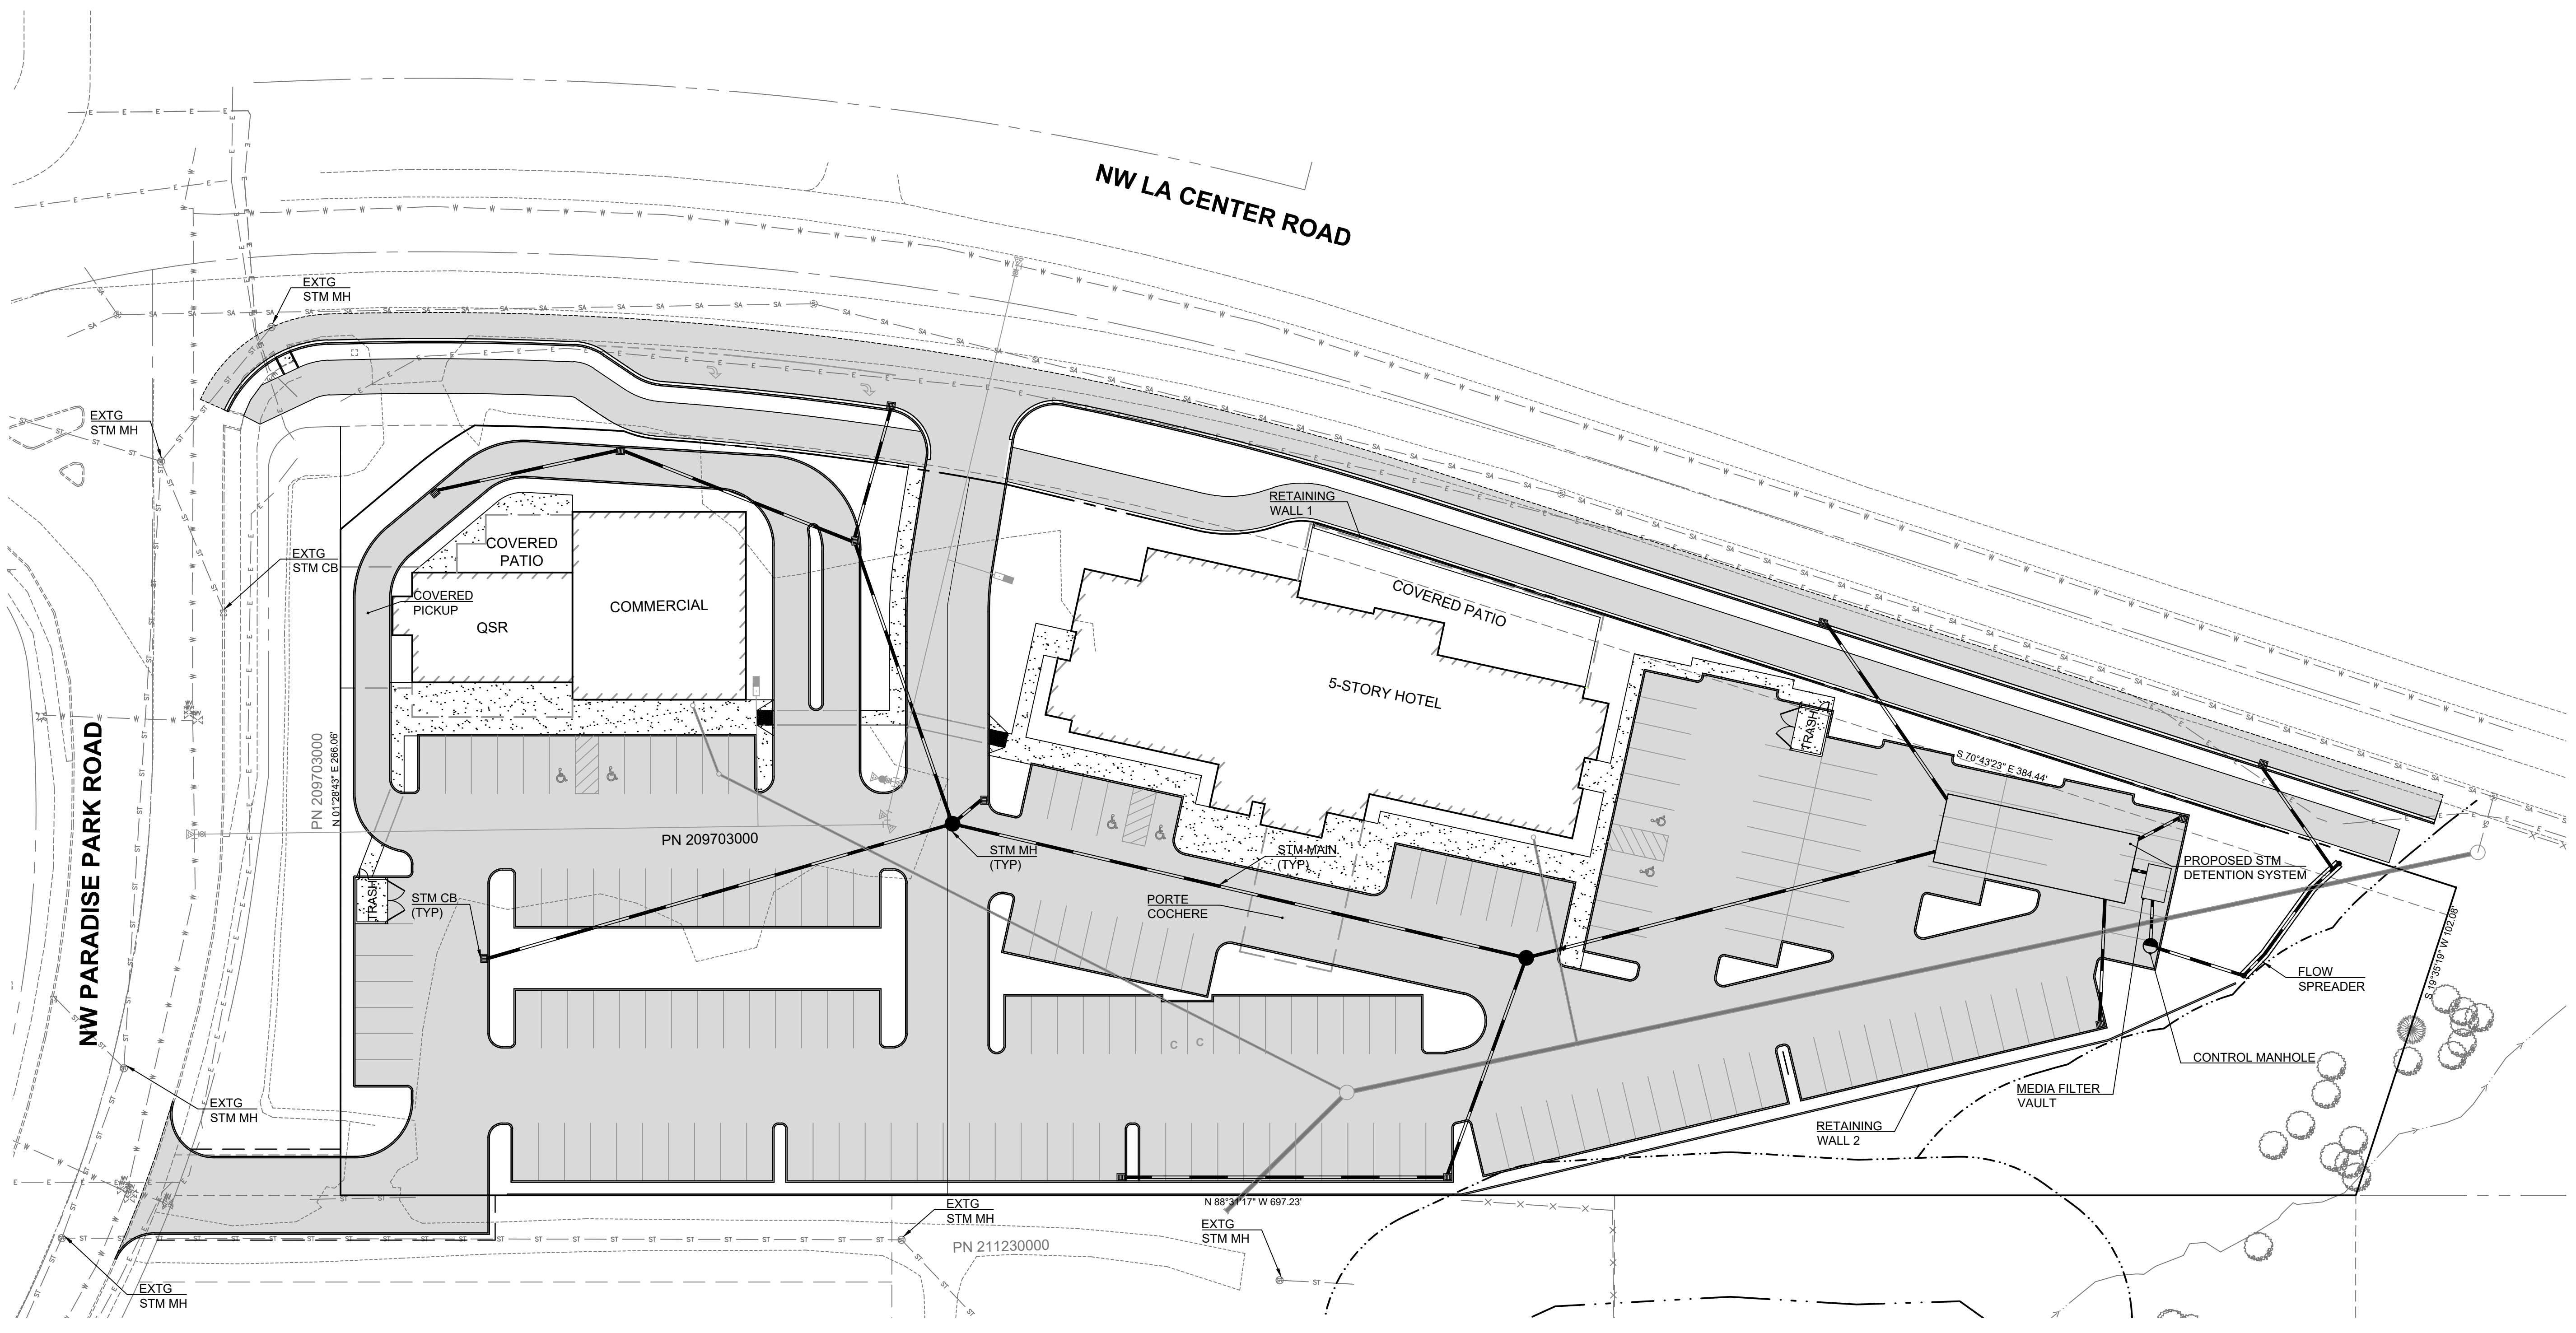 NW LA CENTER ROAD
EXTG
STM MH
EXTG
STM MH
EXTG
STM CB
RETAINING
WALL 1
COVERED
PATIO
COVERED
PICKUP
QSR
COMMERCIAL
COVERED PATIO
5-STORY HOTEL
TRASH
S 70°43'23" E 384.44'
NW PARADISE PARK ROAD
PN 209703000
N 01°28'43" E 266.06'
PN 209703000
STM MH
(TYP)
STM MAIN
(TYP)
PROPOSED STM
DETENTION SYSTEM
TRASH
STM CB
(TYP)
PORTE
COCHERE
S 19°35'19" W 102.08'
FLOW
SPREADER
C C
CONTROL MANHOLE
MEDIA FILTER
VAULT
EXTG
STM MH
RETAINING
WALL 2
N 88°31'17" W 697.23'
EXTG
STM MH
EXTG
STM MH
PN 211230000
EXTG
STM MH